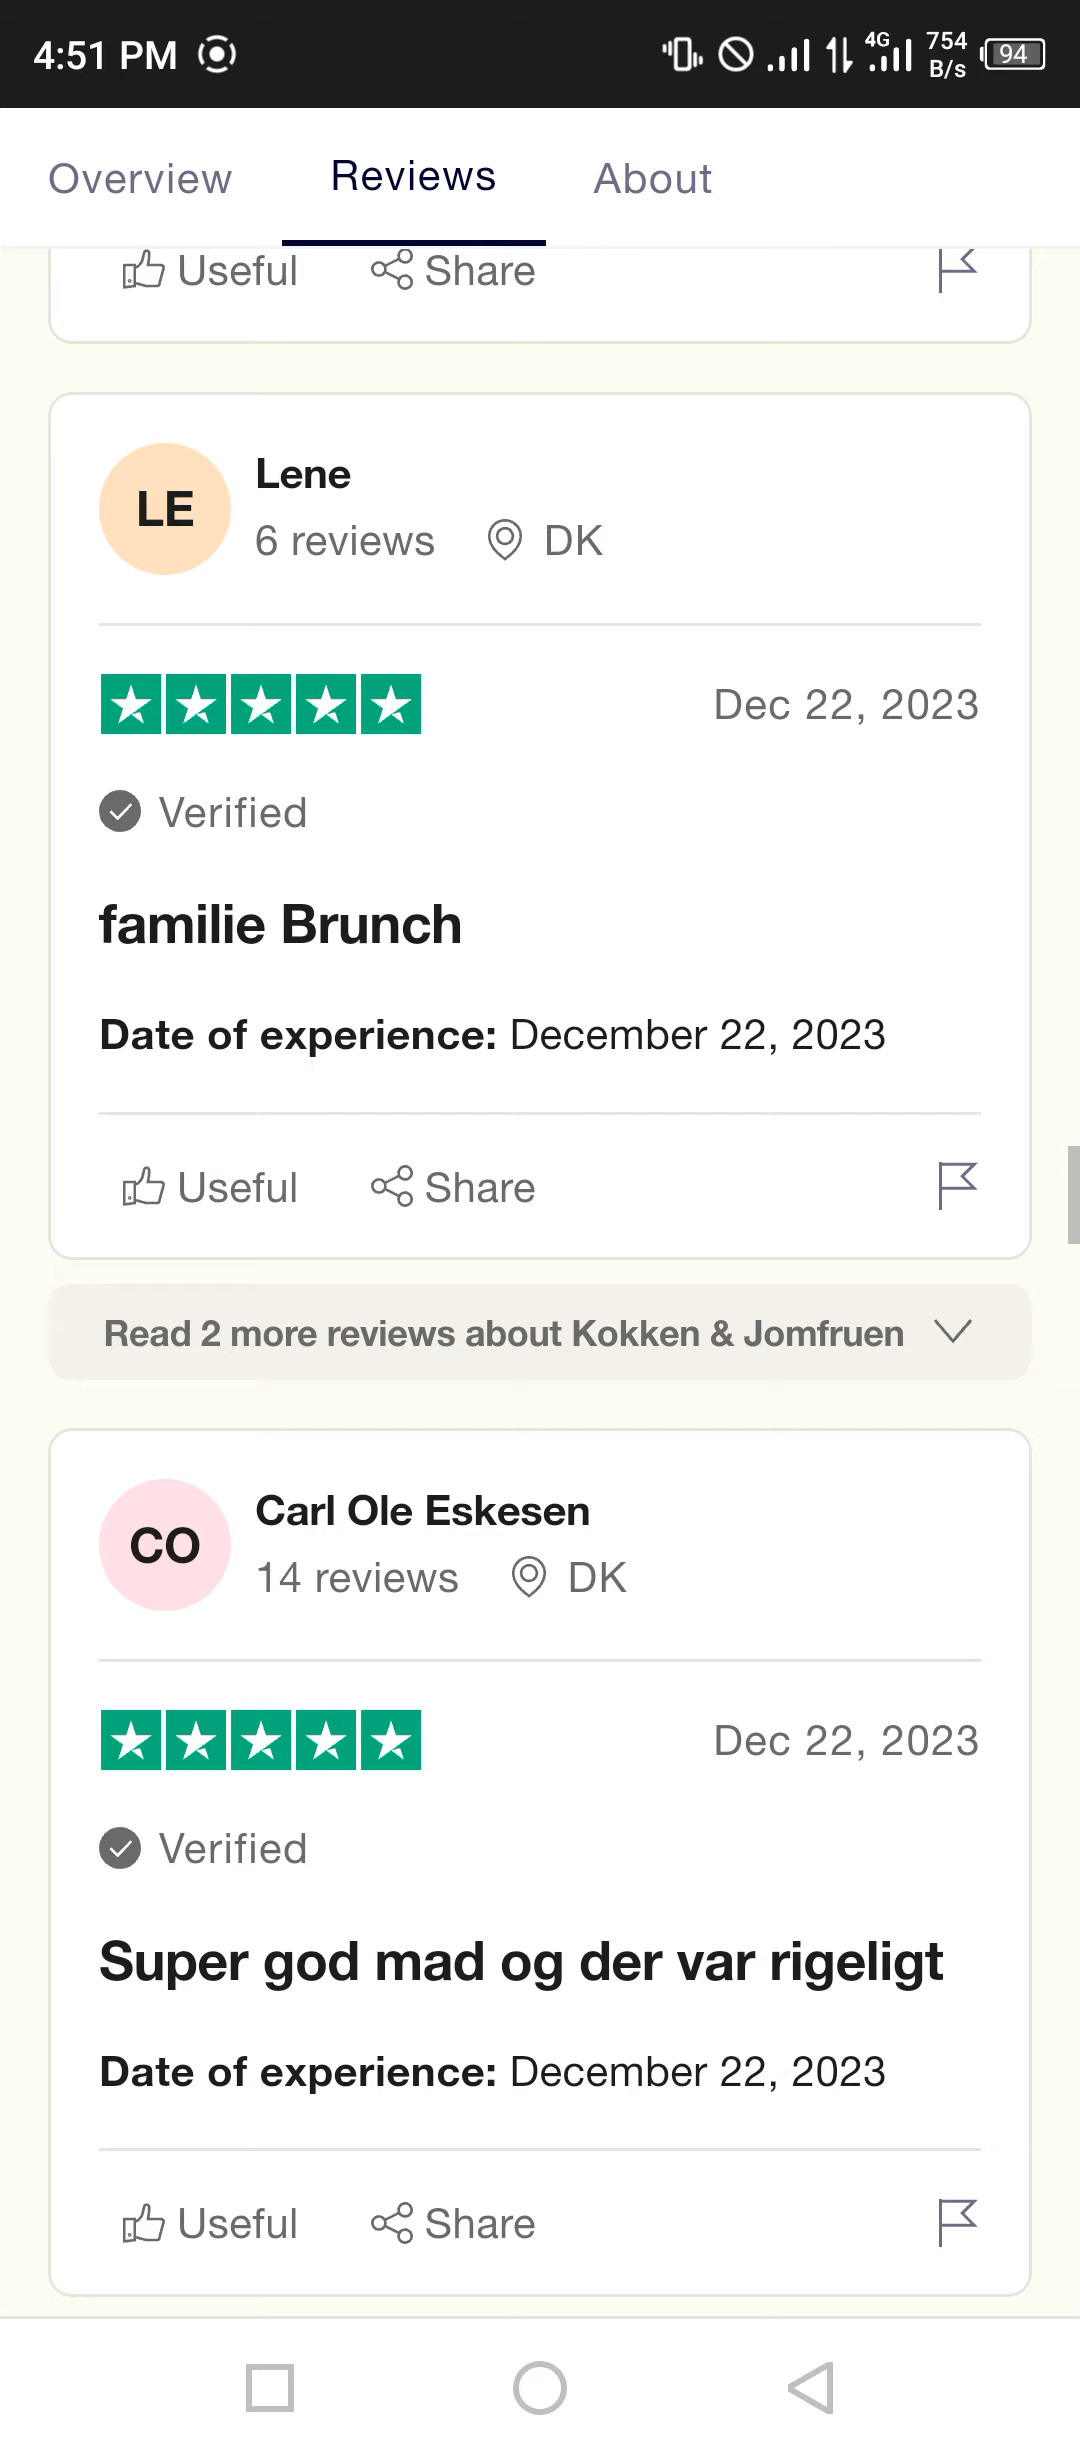 4:51 PM
4G
754 B/s
94
Overview
Reviews
About
Useful
Share
LE
Lene
6 reviews
DK
Dec 22, 2023
Verified
familie Brunch
Date of experience: December 22, 2023
Useful
Share
Read 2 more reviews about Kokken & Jomfruen
CO
Carl Ole Eskesen
14 reviews
DK
Dec 22, 2023
Verified
Super god mad og der var rigeligt
Date of experience: December 22, 2023
Useful
Share